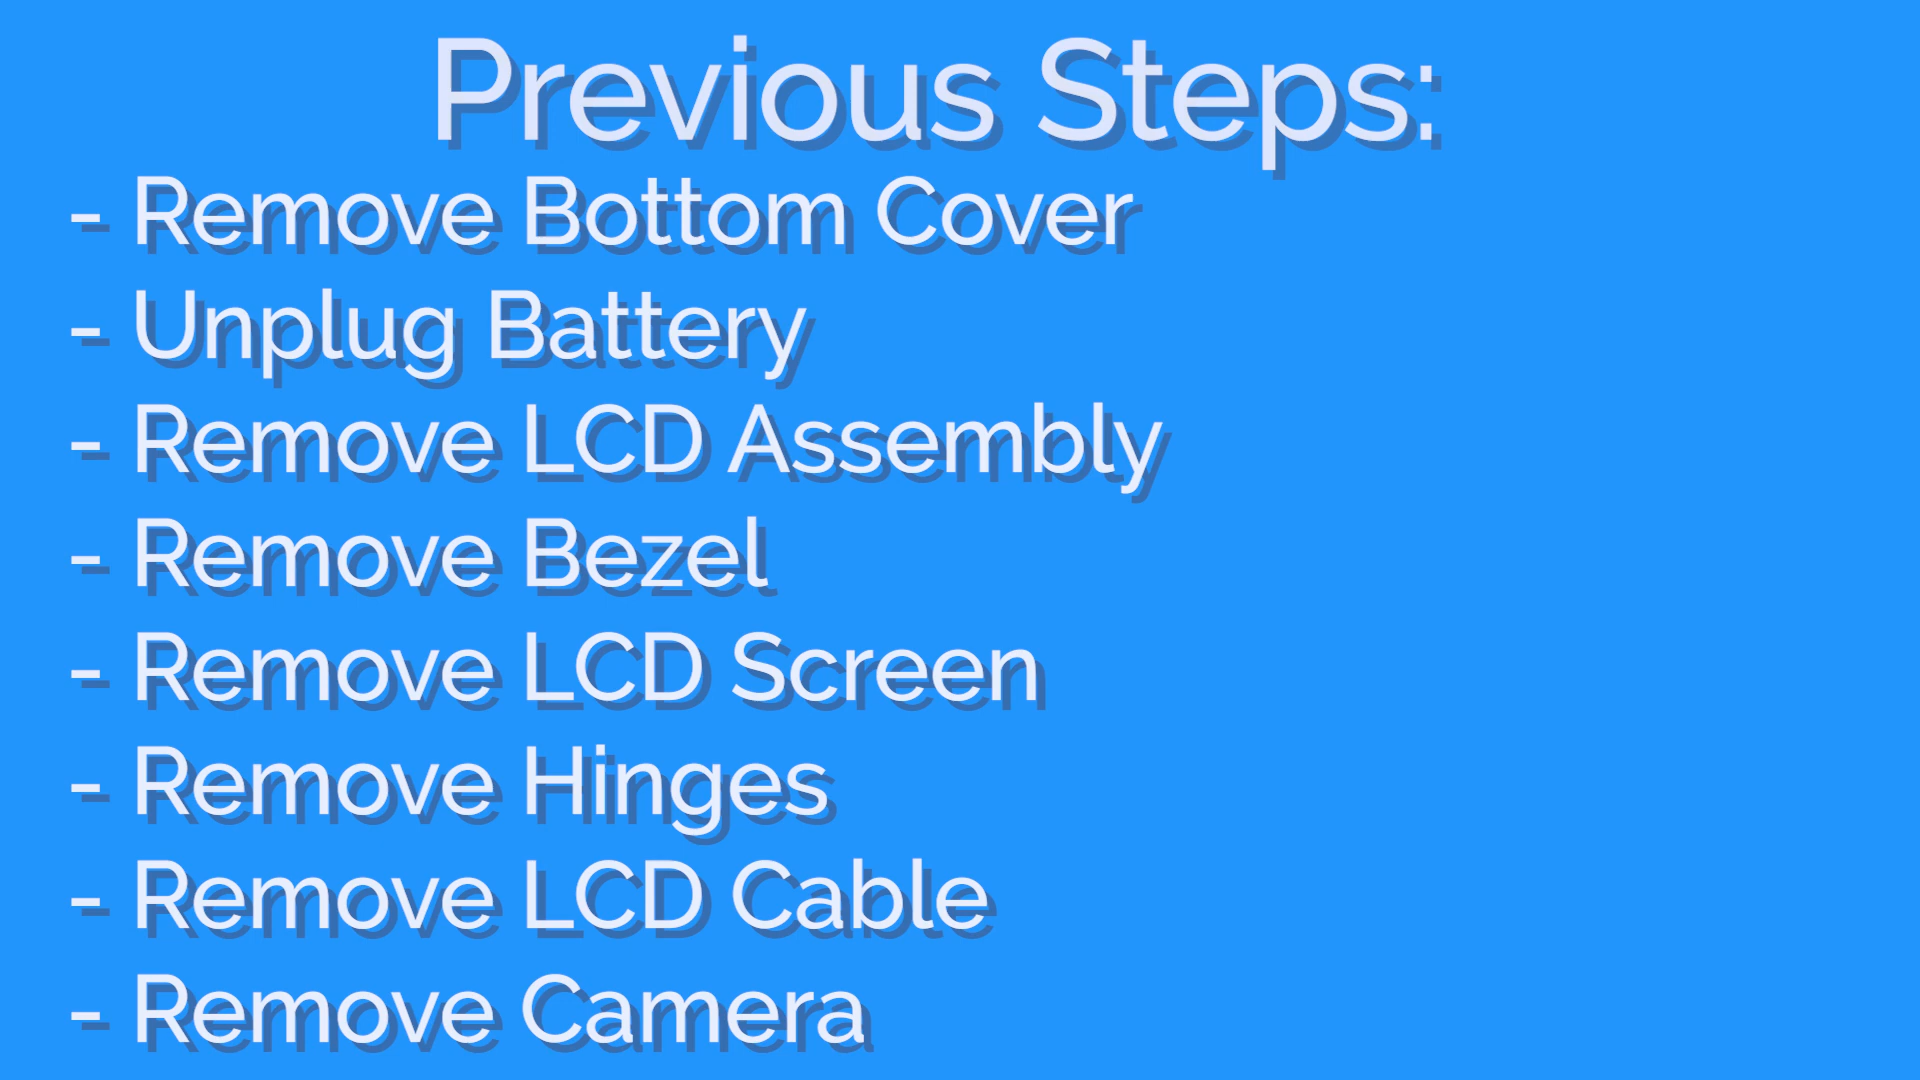 Previous Steps:
- Remove Bottom Cover
- Unplug Battery
- Remove LCD Assembly
- Remove Bezel
- Remove LCD Screen
- Remove Hinges
- Remove LCD Cable
- Remove Camera